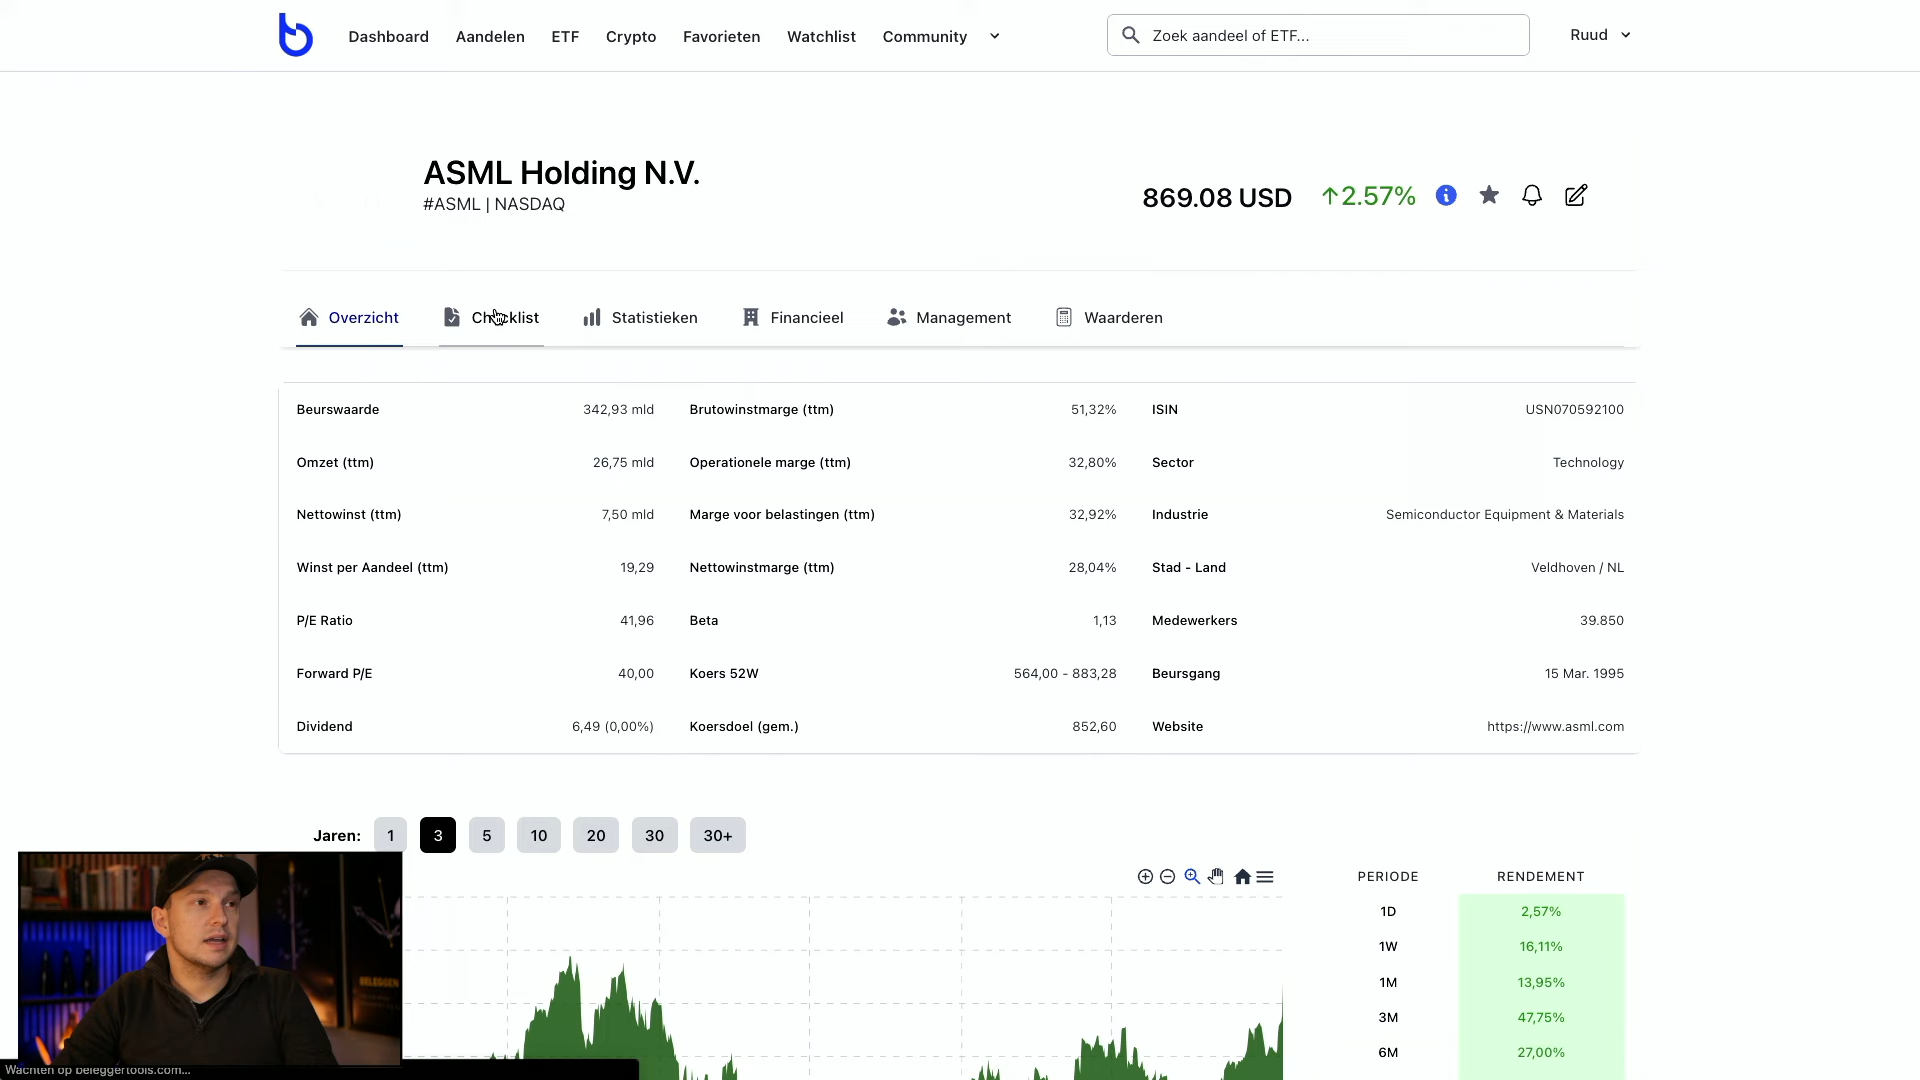 Dashboard Aandelen ETF Crypto Favorieten Watchlist Community Zoek aandeel of ETF... Ruud
ASML Holding N.V.
#ASML | NASDAQ
869.08 USD ↑2.57%
Overzicht Checklist Statistieken Financieel Management Waarderen
Beurswaarde 342,93 mld Brutowinstmarge (ttm) 51,32% ISIN USN070592100
Omzet (ttm) 26,75 mld Operationele marge (ttm) 32,80% Sector Technology
Nettowinst (ttm) 7,50 mld Marge voor belastingen (ttm) 32,92% Industrie Semiconductor Equipment & Materials
Winst per Aandeel (ttm) 19,29 Nettowinstmarge (ttm) 28,04% Stad - Land Veldhoven / NL
P/E Ratio 41,96 Beta 1,13 Medewerkers 39.850
Forward P/E 40,00 Koers 52W 564,00 - 883,28 Beursgang 15 Mar. 1995
Dividend 6,49 (0,00%) Koersdoel (gem.) 852,60 Website https://www.asml.com
Jaren: 1 3 5 10 20 30 30+
PERIODE RENDEMENT
1D 2,57%
1W 16,11%
1M 13,95%
3M 47,75%
6M 27,00%
BELEGGEN
Wachten op beleggertools.com...